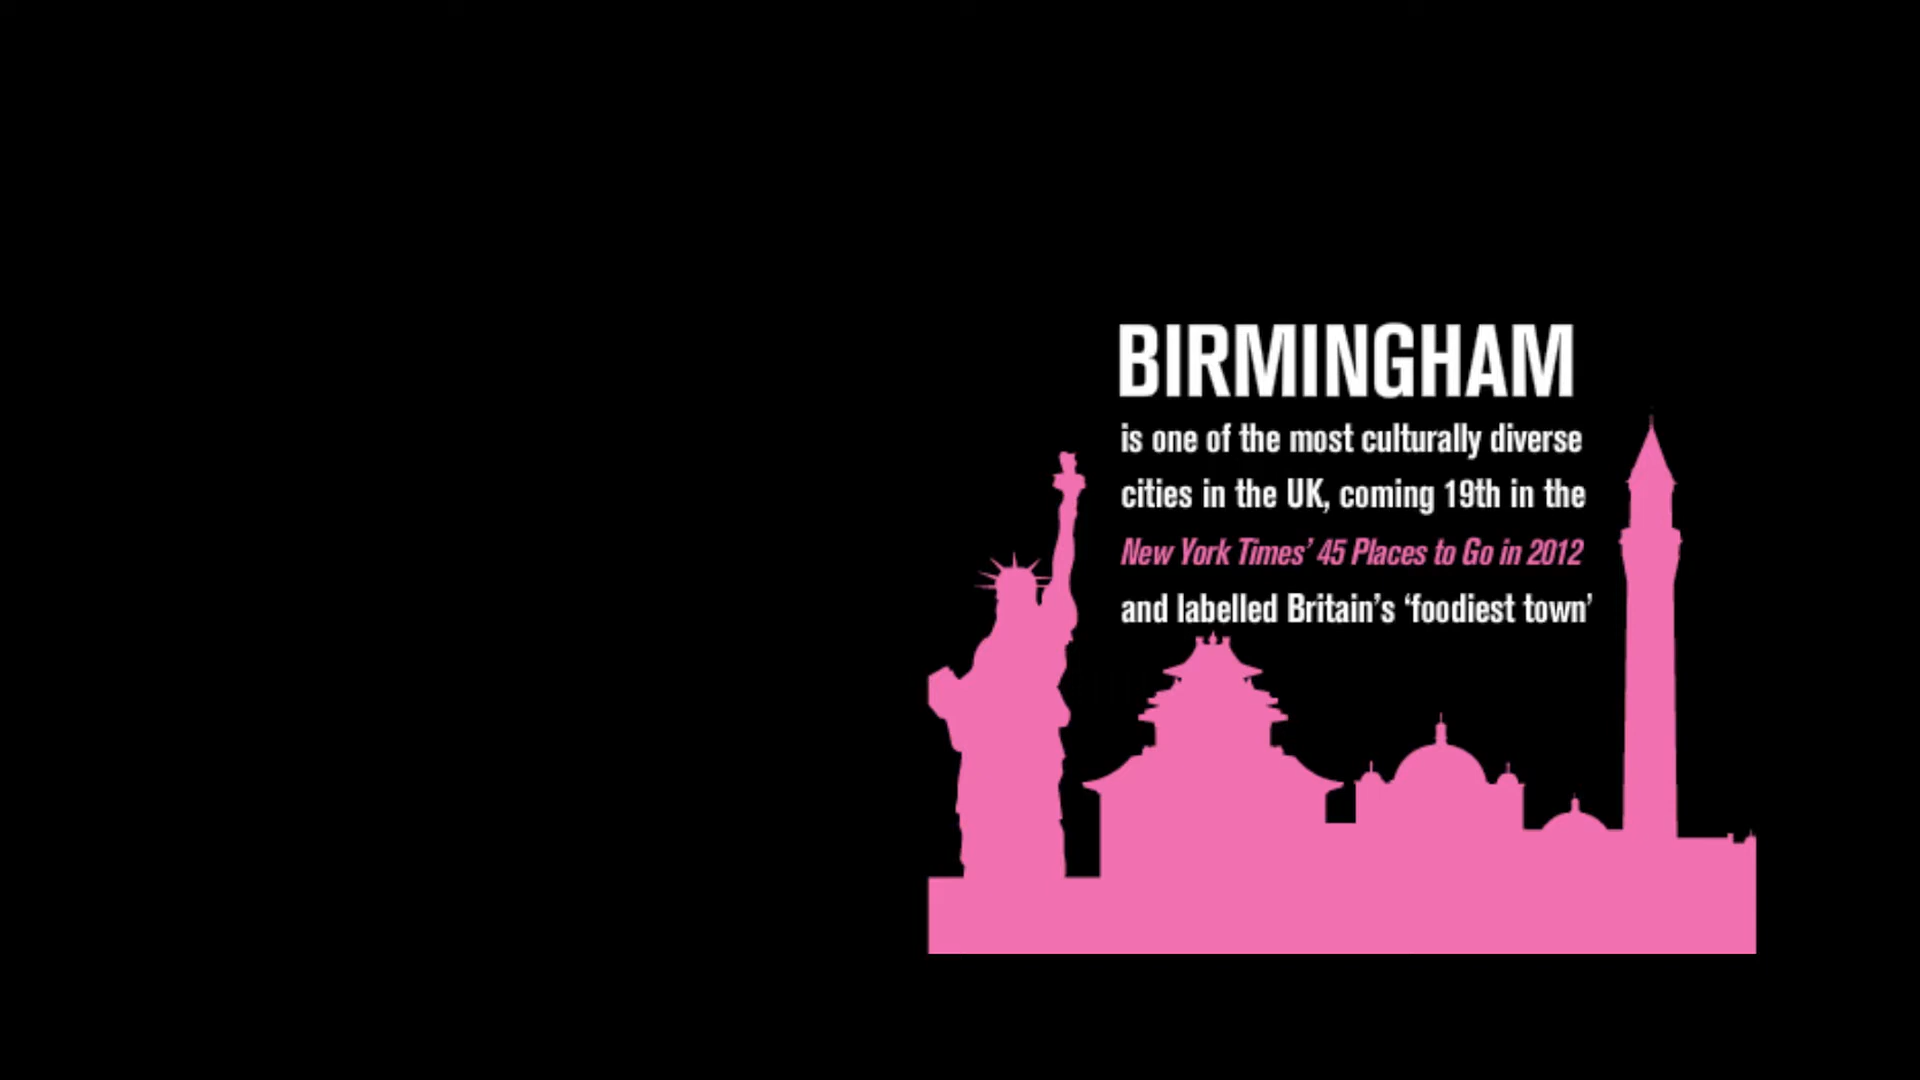 BIRMINGHAM
is one of the most culturally diverse
cities in the UK, coming 19th in the
New York Times’ 45 Places to Go in 2012
and labelled Britain’s ‘foodiest town’